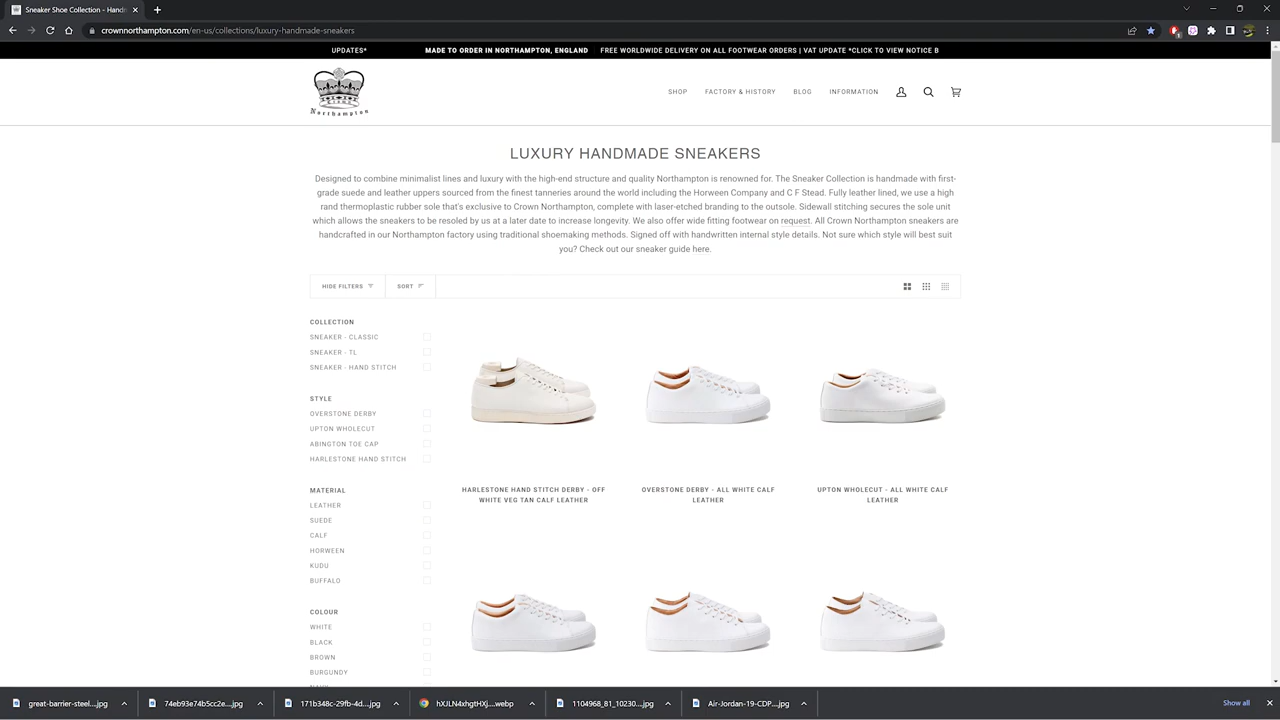 Sneaker Shoe Collection - Handm
crownnorthampton.com/en-us/collections/luxury-handmade-sneakers
1
UPDATES*
MADE TO ORDER IN NORTHAMPTON, ENGLAND
FREE WORLDWIDE DELIVERY ON ALL FOOTWEAR ORDERS | VAT UPDATE *CLICK TO VIEW NOTICE B
CROWN
Northampton
SHOP
FACTORY & HISTORY
BLOG
INFORMATION
LUXURY HANDMADE SNEAKERS
Designed to combine minimalist lines and luxury with the high-end structure and quality Northampton is renowned for. The Sneaker Collection is handmade with first-
grade suede and leather uppers sourced from the finest tanneries around the world including the Horween Company and C F Stead. Fully leather lined, we use a high
rand thermoplastic rubber sole that's exclusive to Crown Northampton, complete with laser-etched branding to the outsole. Sidewall stitching secures the sole unit
which allows the sneakers to be resoled by us at a later date to increase longevity. We also offer wide fitting footwear on request. All Crown Northampton sneakers are
handcrafted in our Northampton factory using traditional shoemaking methods. Signed off with handwritten internal style details. Not sure which style will best suit
you? Check out our sneaker guide here.
HIDE FILTERS
SORT
COLLECTION
SNEAKER - CLASSIC
SNEAKER - TL
SNEAKER - HAND STITCH
STYLE
OVERSTONE DERBY
UPTON WHOLECUT
ABINGTON TOE CAP
HARLESTONE HAND STITCH
MATERIAL
LEATHER
SUEDE
CALF
HORWEEN
KUDU
BUFFALO
COLOUR
WHITE
BLACK
BROWN
BURGUNDY
HARLESTONE HAND STITCH DERBY - OFF
WHITE VEG TAN CALF LEATHER
OVERSTONE DERBY - ALL WHITE CALF
LEATHER
UPTON WHOLECUT - ALL WHITE CALF
LEATHER
great-barrier-steel....jpg
74eb93e74b5cc2e....jpg
171b348c-29fb-4d....jpg
hXJLN4xhgtHXj....webp
1104968_81_10230....jpg
Air-Jordan-19-CDP....jpg
Show all